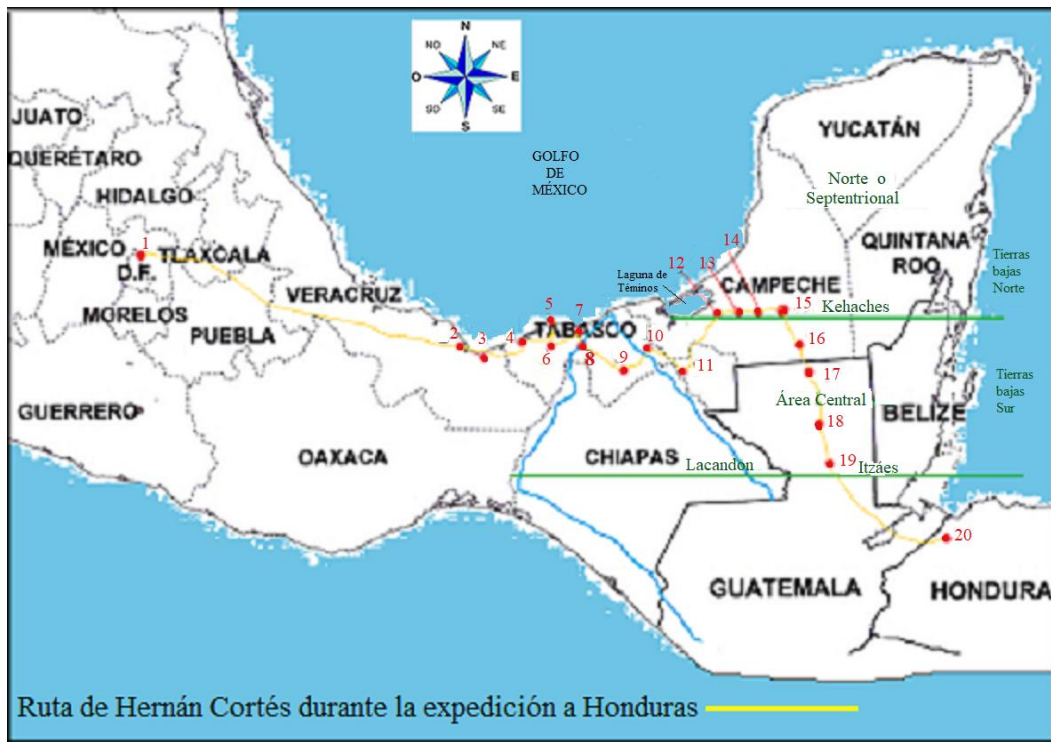 N
NO
NE
O
E
SO
SE
S
JUATO
QUERÉTARO
HIDALGO
MÉXICO
1
TLAXCALA
D.F.
MORELOS
PUEBLA
VERACRUZ
GUERRERO
OAXACA
GOLFO
DE
MÉXICO
YUCATÁN
Norte o
Septentrional
QUINTANA
ROO
Tierras
bajas
Norte
14
13
12
Laguna de
Téminos
CAMPECHE
15
Kehaches
5
7
TABASCO
2
3
4
6
8
9
10
11
16
17
Tierras
bajas
Sur
Área Central
BELIZE
18
CHIAPAS
Lacandon
19
Itzáes
20
GUATEMALA
HONDURA
Ruta de Hernán Cortés durante la expedición a Honduras